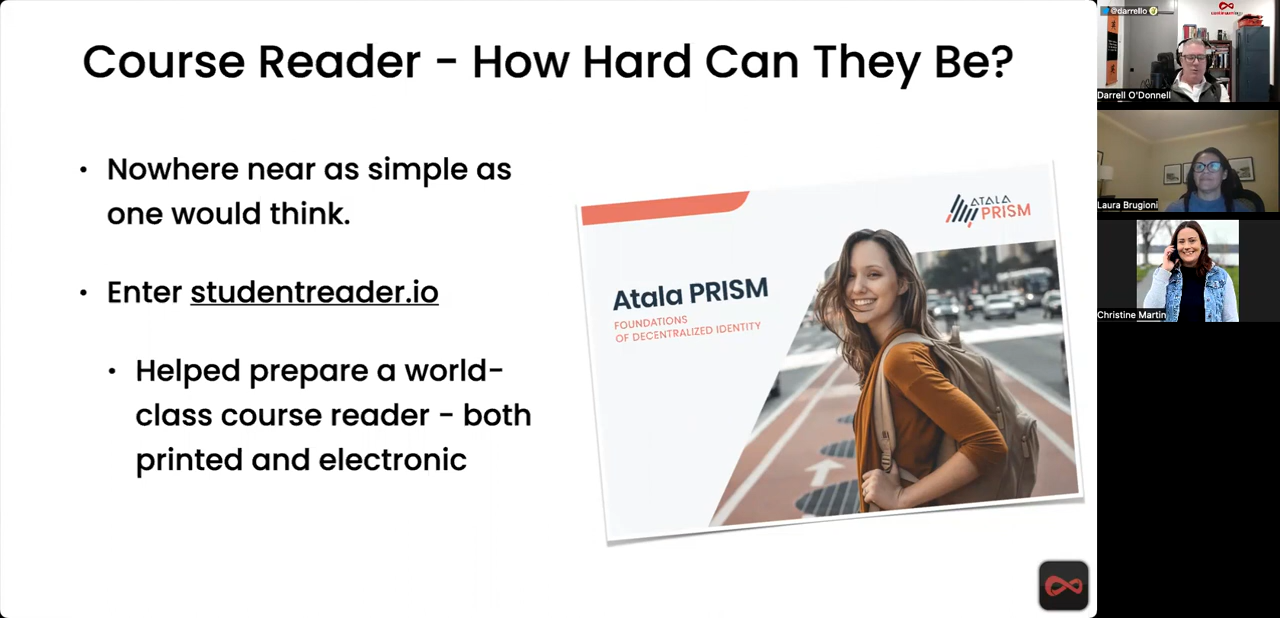 Course Reader - How Hard Can They Be?
• Nowhere near as simple as
one would think.
• Enter studentreader.io
• Helped prepare a world-
class course reader - both
printed and electronic
ATALA
PRISM
Atala PRISM
FOUNDATIONS
OF DECENTRALIZED IDENTITY
@darrello
Darrell O'Donnell
Laura Brugioni
Christine Martin